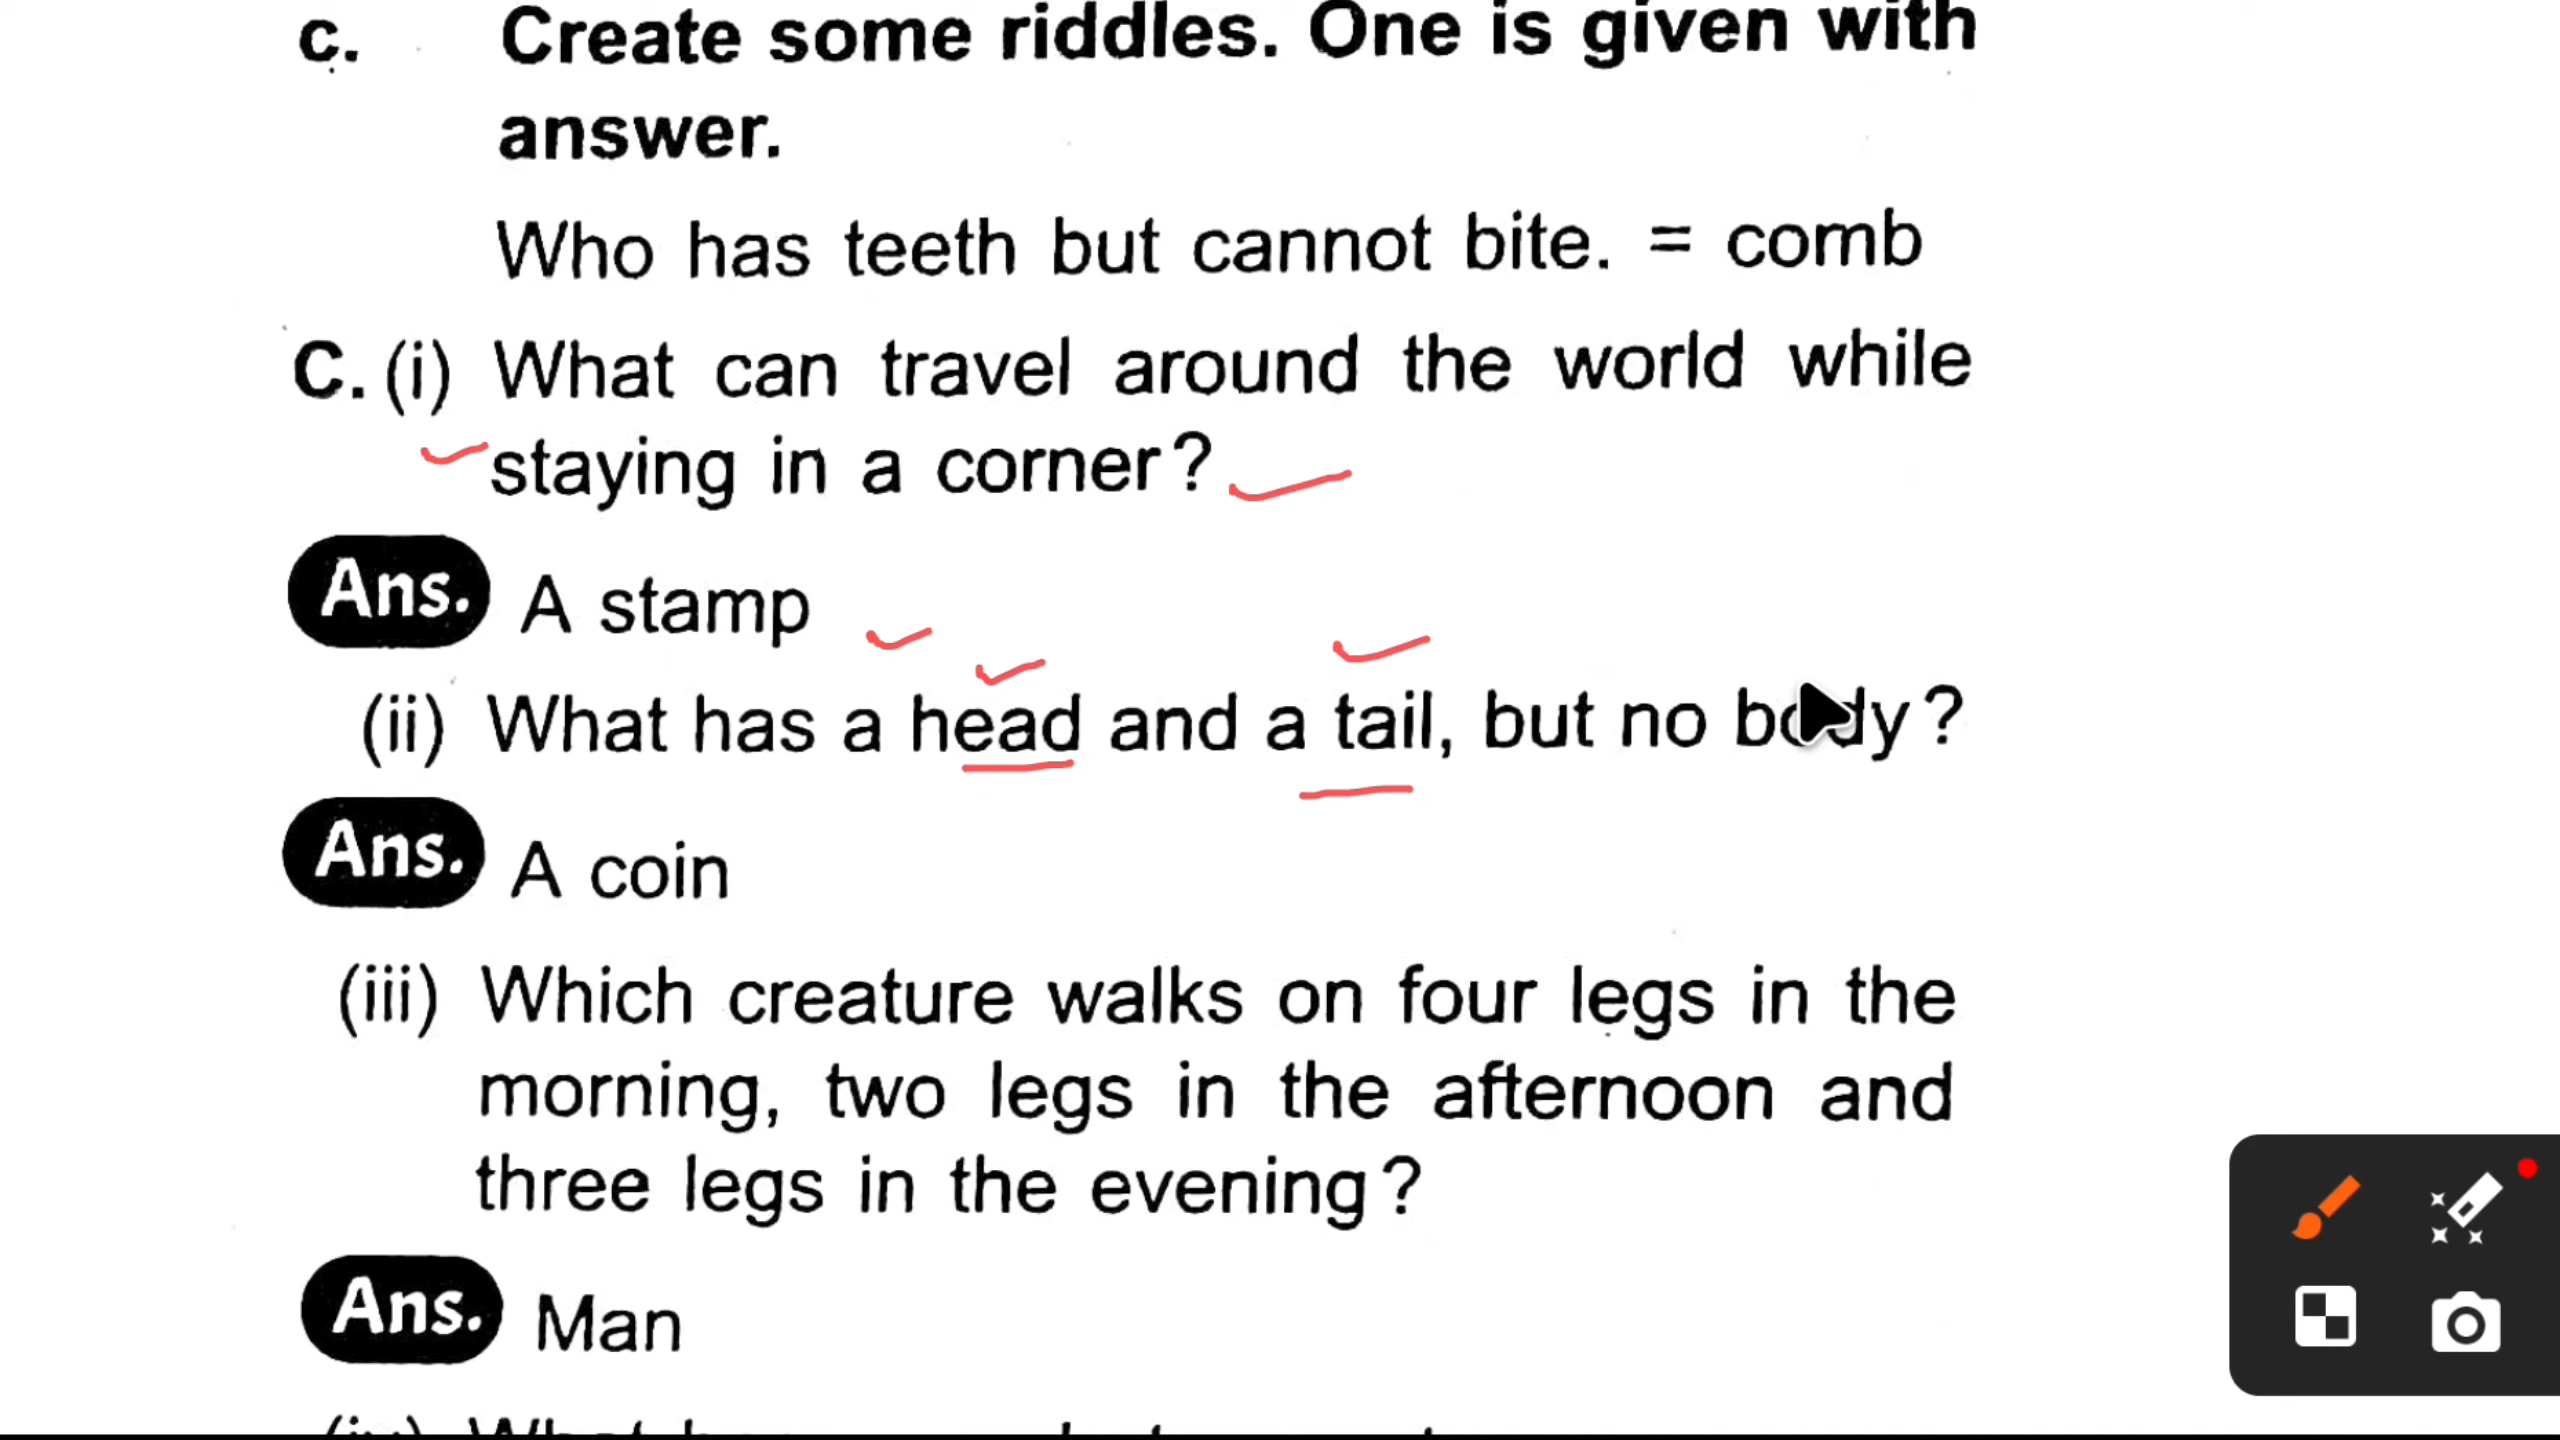 c. Create some riddles. One is given with
answer.
Who has teeth but cannot bite. = comb
C. (i) What can travel around the world while
staying in a corner?
Ans. A stamp
(ii) What has a head and a tail, but no body?
Ans. A coin
(iii) Which creature walks on four legs in the
morning, two legs in the afternoon and
three legs in the evening?
Ans. Man